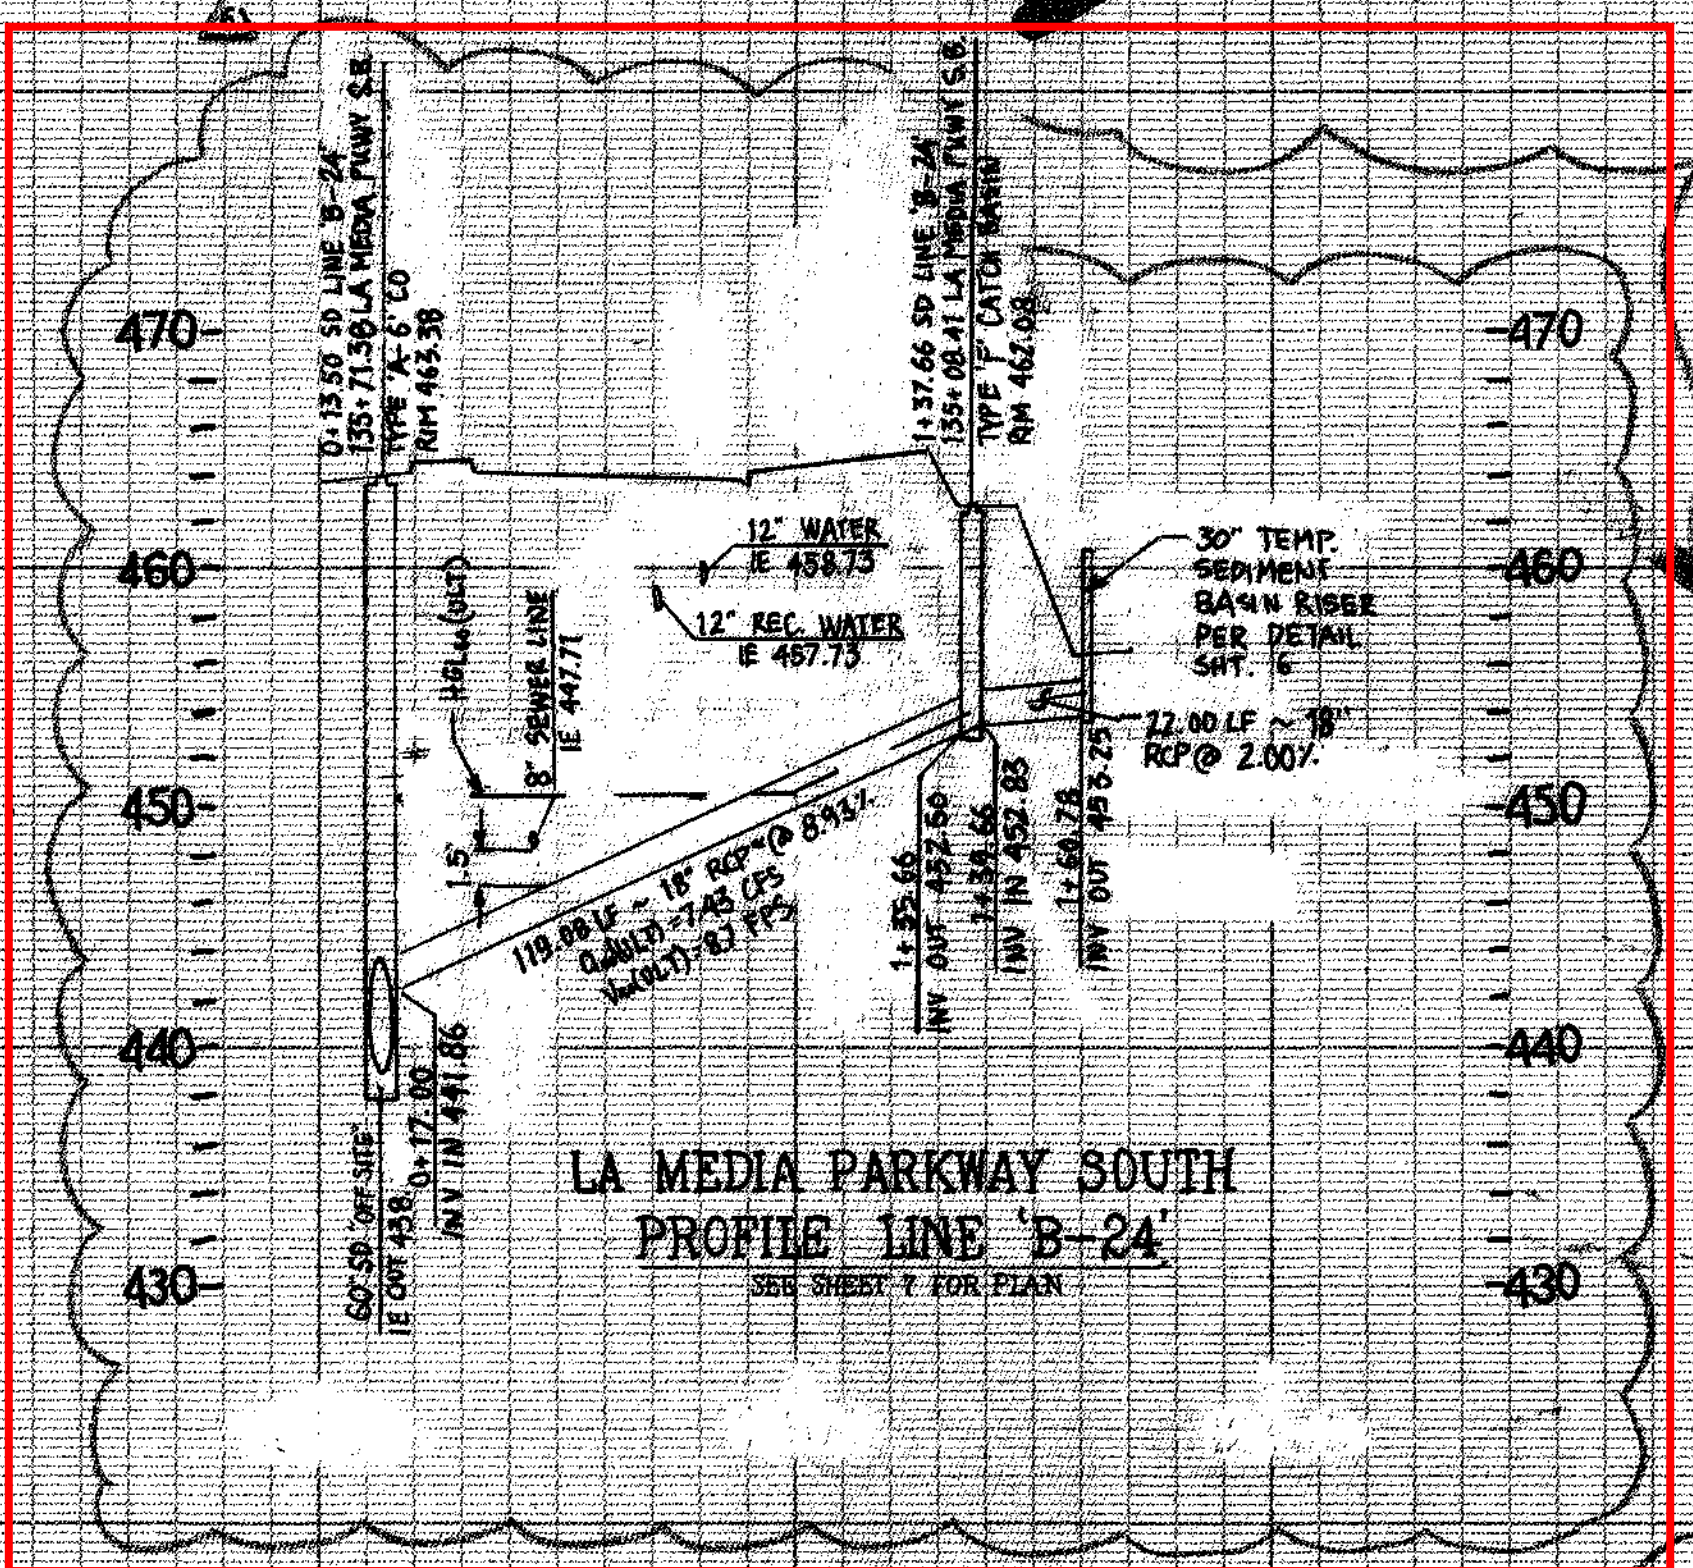 0+13.50 SD LINE 'B-24'
135+71.38 LA MEDIA PKWY S.B.
TYPE 'A-6' CO
RIM 463.38
1+37.66 SD LINE 'B-24'
135+08.41 LA MEDIA PKWY S.B.
TYPE 'F' CATCH BASIN
RIM 462.08
470
470
460
460
450
450
440
440
430
430
12" WATER
IE 458.73
12" REC. WATER
IE 457.73
(ULT)
8" SEWER LINE
IE 447.71
1.5'
30" TEMP.
SEDIMENT
BASIN RISER
PER DETAIL
SHT. 6
22.00 LF ~ 18"
RCP @ 2.00%
119.08 LF ~ 18" RCP @ 8.93%
(ULT)=7.43 CFS
(ULT)=8.7 FPS
1+35.66
INV OUT 452.50
1+39.66
INV IN 452.83
1+60.78
INV OUT 453.25
60" SD "OFFSITE"
IE OUT 438
0+17.00
INV IN 441.86
LA MEDIA PARKWAY SOUTH
PROFILE LINE 'B-24'
SEE SHEET 7 FOR PLAN